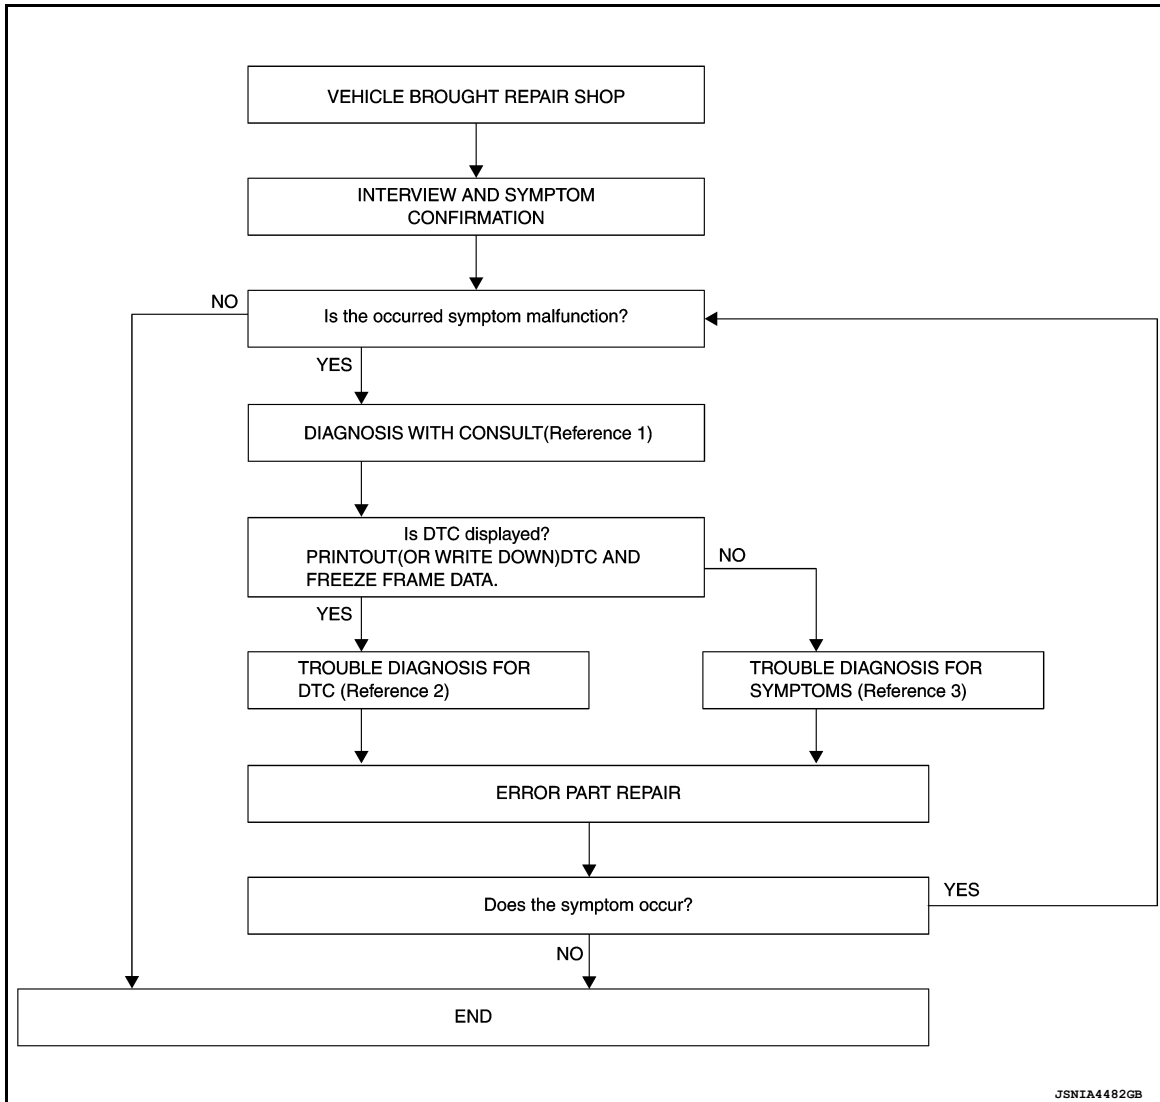 VEHICLE BROUGHT REPAIR SHOP
INTERVIEW AND SYMPTOM
CONFIRMATION
NO
Is the occurred symptom malfunction?
YES
DIAGNOSIS WITH CONSULT(Reference 1)
Is DTC displayed?
PRINTOUT(OR WRITE DOWN)DTC AND
FREEZE FRAME DATA.
NO
YES
TROUBLE DIAGNOSIS FOR
DTC (Reference 2)
TROUBLE DIAGNOSIS FOR
SYMPTOMS (Reference 3)
ERROR PART REPAIR
Does the symptom occur?
YES
NO
END
JSNIA4482GB